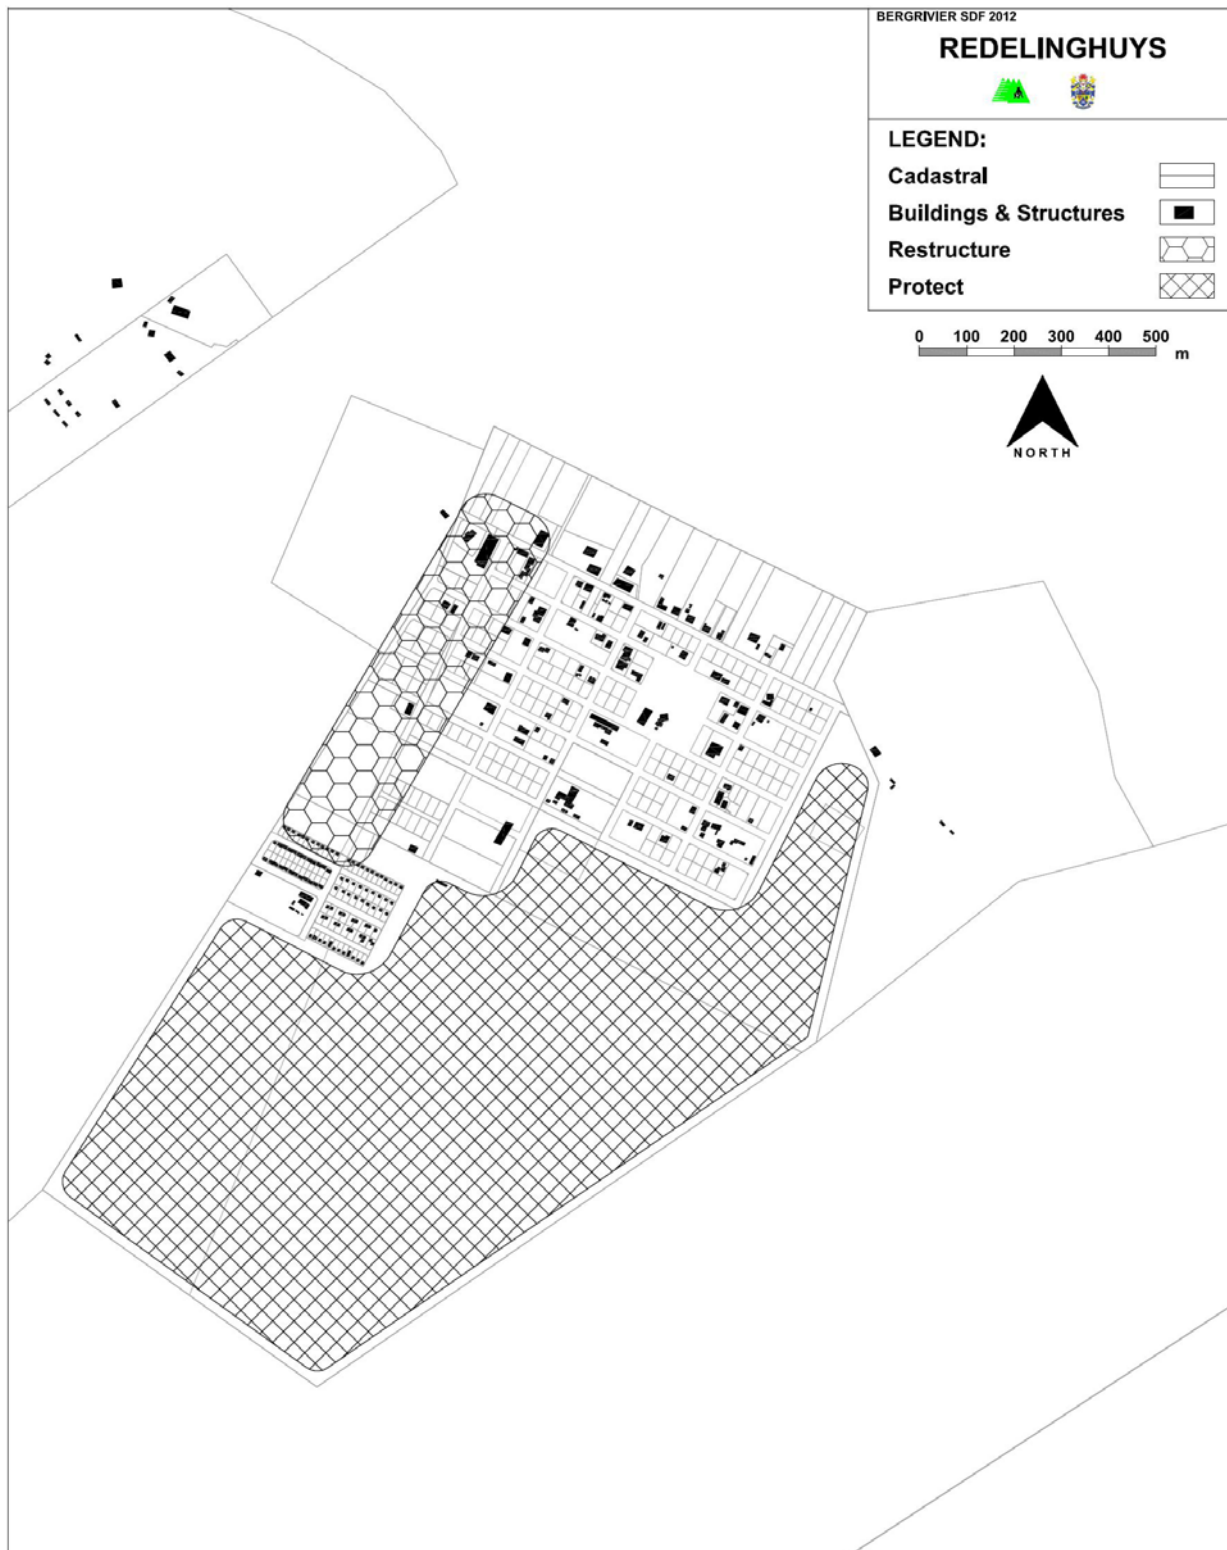 BERGRIVIER SDF 2012
REDELINGHUYS
LEGEND:
Cadastral
Buildings & Structures
Restructure
Protect
0 100 200 300 400 500
m
NORTH